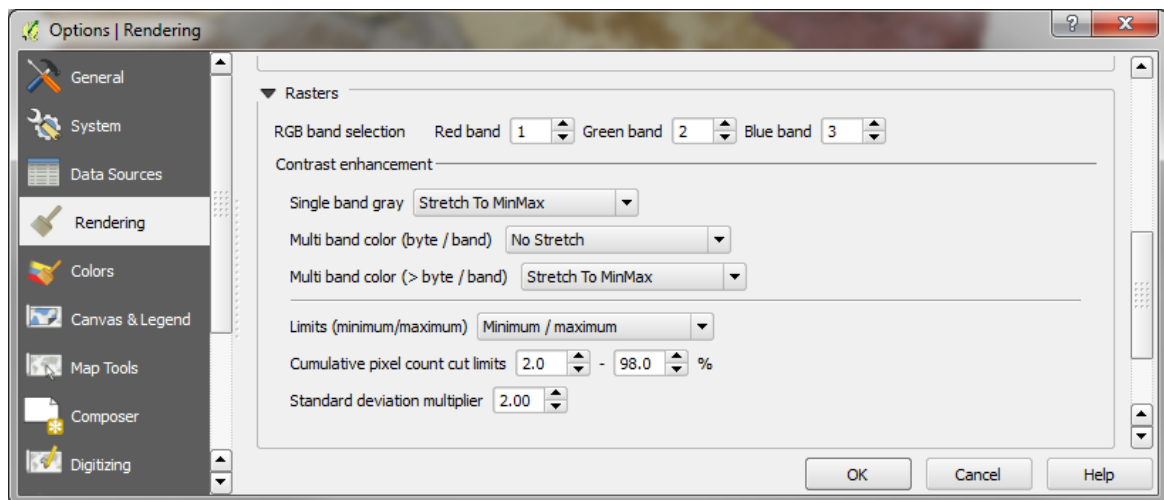 Options | Rendering
General
System
Data Sources
Rendering
Colors
Canvas & Legend
Map Tools
Composer
Digitizing
Rasters
RGB band selection Red band 1 Green band 2 Blue band 3
Contrast enhancement
Single band gray Stretch To MinMax
Multi band color (byte / band) No Stretch
Multi band color (> byte / band) Stretch To MinMax
Limits (minimum/maximum) Minimum / maximum
Cumulative pixel count cut limits 2.0 - 98.0 %
Standard deviation multiplier 2.00
OK Cancel Help